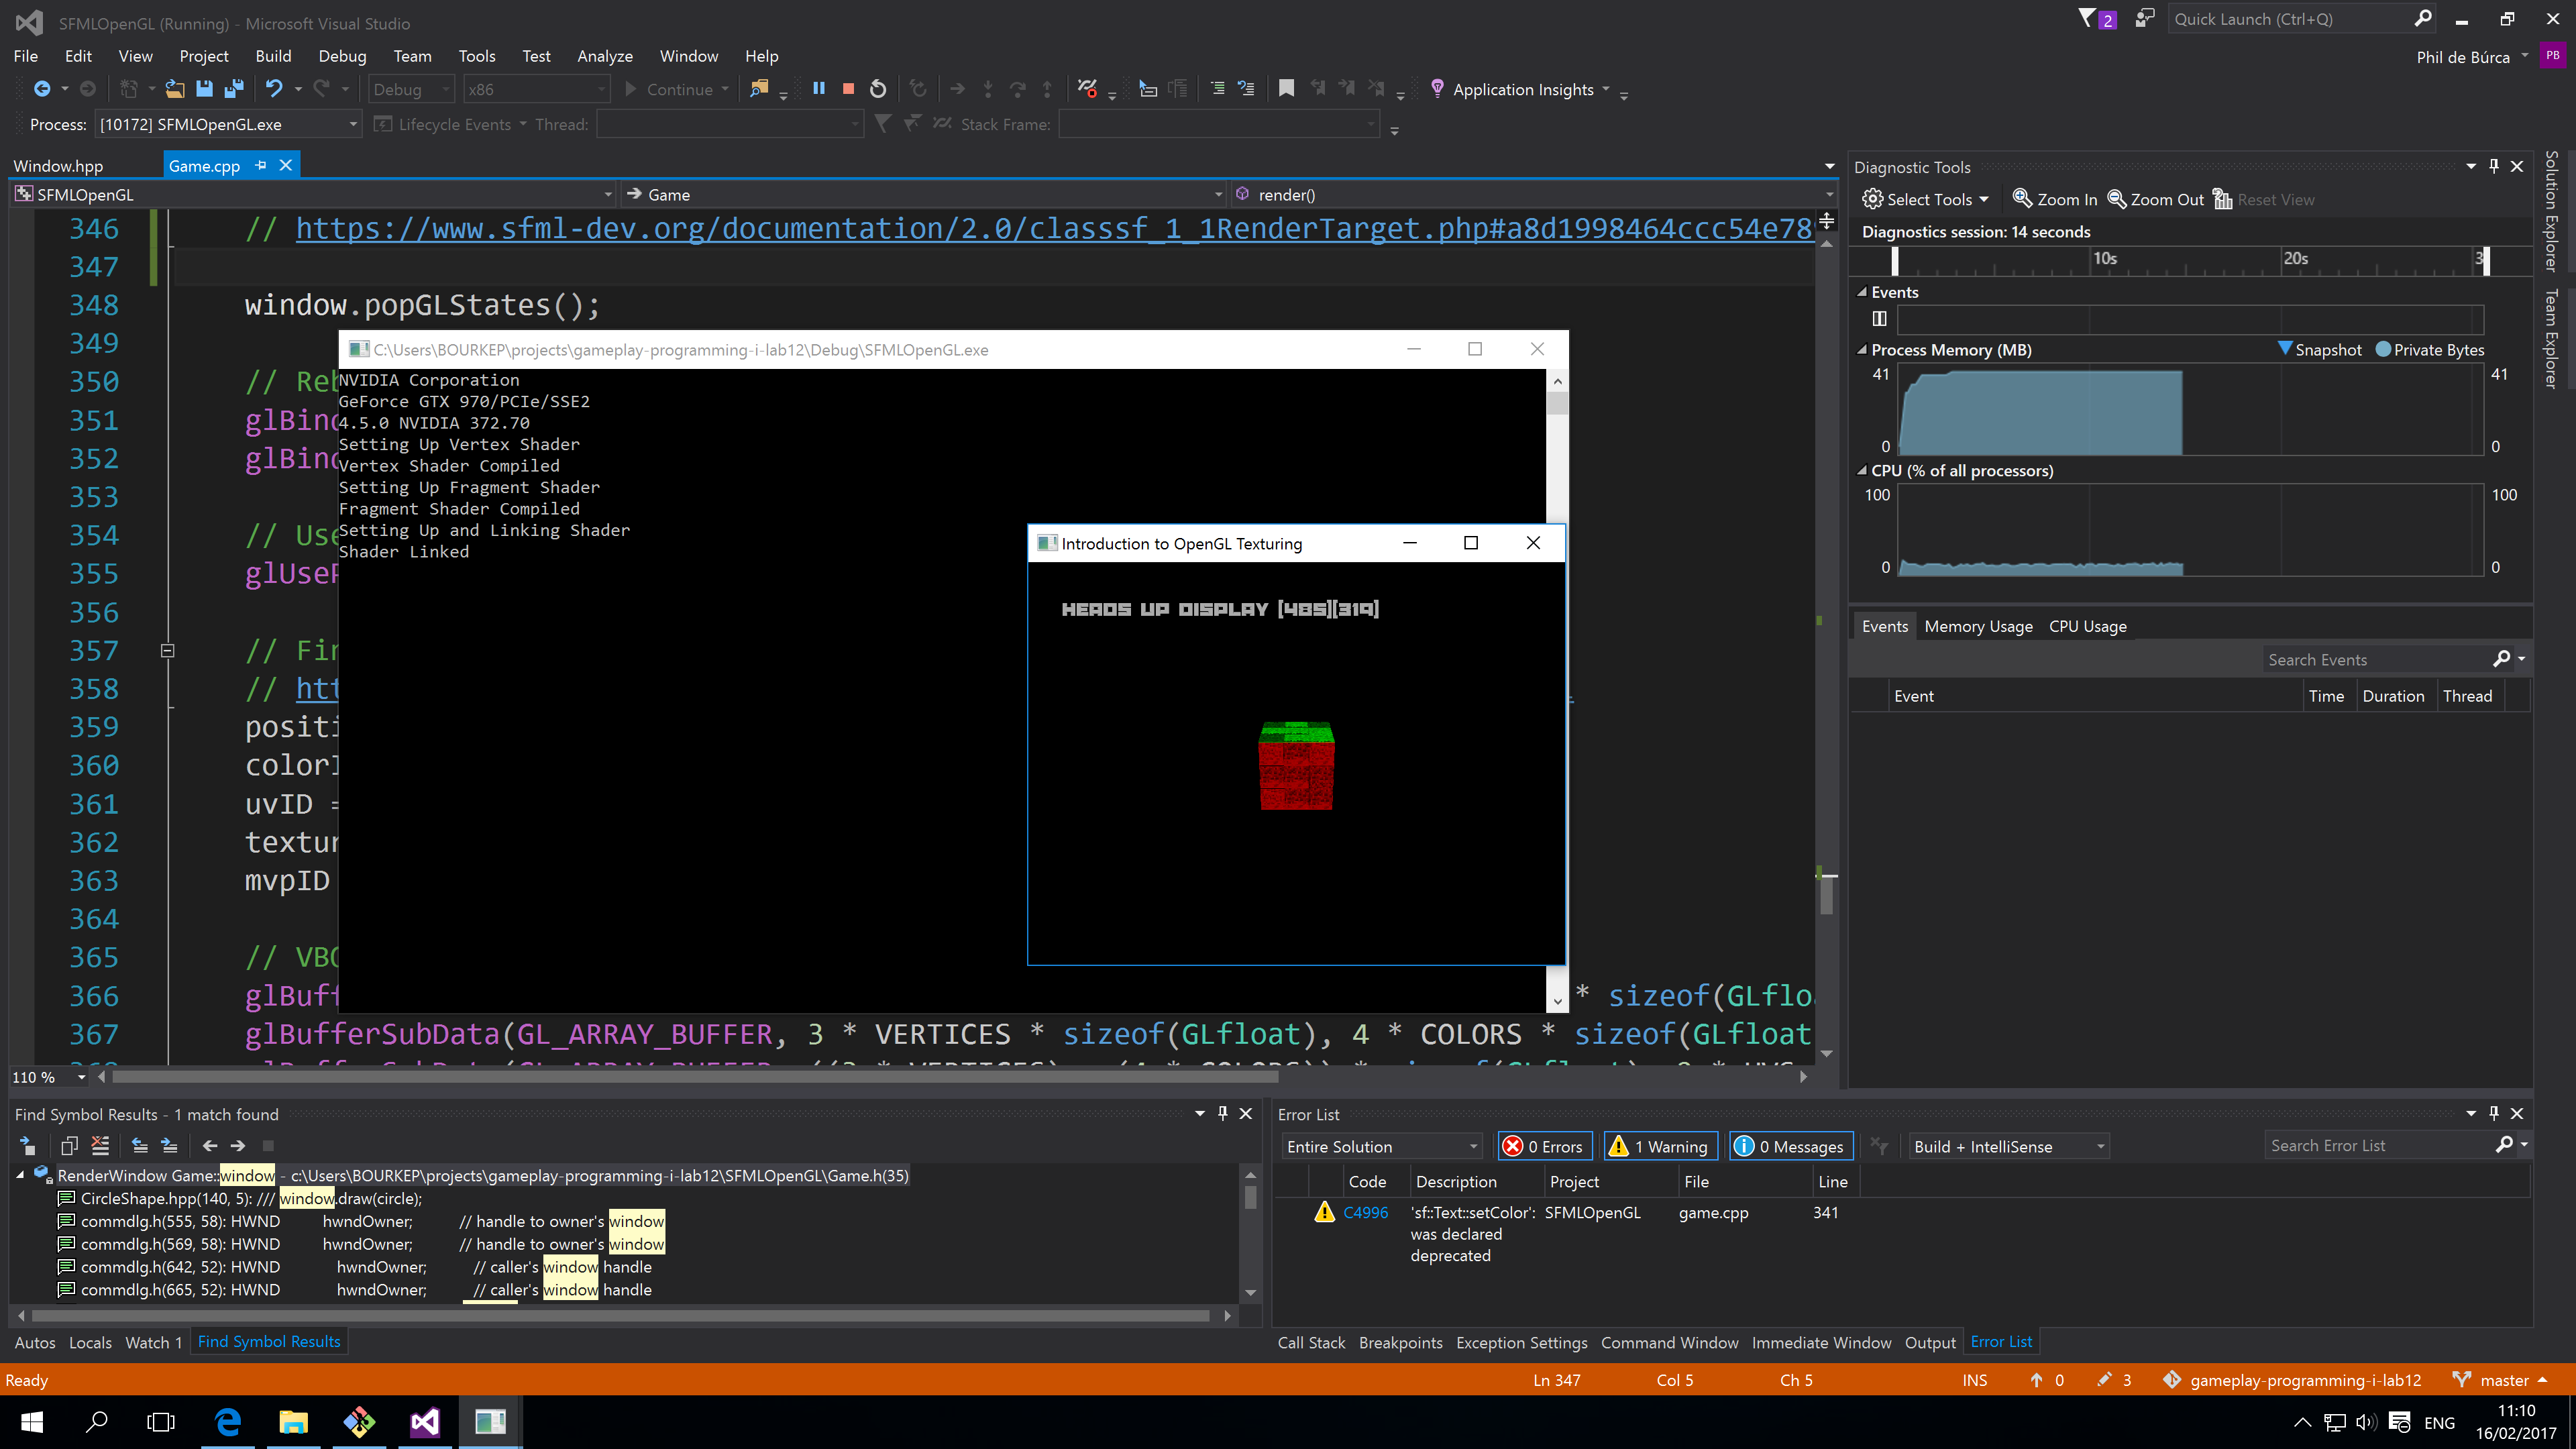 SFMLOpenGL (Running) - Microsoft Visual Studio
2
Quick Launch (Ctrl+Q)
File Edit View Project Build Debug Team Tools Test Analyze Window Help
Phil de Búrca PB
Debug x86 Continue Application Insights
Process: [10172] SFMLOpenGL.exe Lifecycle Events Thread: Stack Frame:
Window.hpp Game.cpp
SFMLOpenGL Game render()
346 // https://www.sfml-dev.org/documentation/2.0/classsf_1_1RenderTarget.php#a8d1998464ccc54e78
347
348 window.popGLStates();
349
350 // Re
351 glBin
352 glBin
353
354 // Us
355 glUse
356
357 // Fi
358 // htt
359 positi
360 color
361 uvID =
362 textur
363 mvpID
364
365 // VB
366 glBuff * sizeof(GLflo
367 glBufferSubData(GL_ARRAY_BUFFER, 3 * VERTICES * sizeof(GLfloat), 4 * COLORS * sizeof(GLfloat
C:\Users\BOURKEP\projects\gameplay-programming-i-lab12\Debug\SFMLOpenGL.exe
NVIDIA Corporation
GeForce GTX 970/PCIe/SSE2
4.5.0 NVIDIA 372.70
Setting Up Vertex Shader
Vertex Shader Compiled
Setting Up Fragment Shader
Fragment Shader Compiled
Setting Up and Linking Shader
Shader Linked
Introduction to OpenGL Texturing
HEADS UP DISPLAY [485][319]
110 %
Diagnostic Tools
Select Tools Zoom In Zoom Out Reset View
Diagnostics session: 14 seconds
10s 20s 3
Events
Process Memory (MB) Snapshot Private Bytes
41 41
0 0
CPU (% of all processors)
100 100
0 0
Events Memory Usage CPU Usage
Search Events
Event Time Duration Thread
Solution Explorer
Team Explorer
Find Symbol Results - 1 match found
RenderWindow Game::window - c:\Users\BOURKEP\projects\gameplay-programming-i-lab12\SFMLOpenGL\Game.h(35)
CircleShape.hpp(140, 5): /// window.draw(circle);
commdlg.h(555, 58): HWND hwndOwner; // handle to owner's window
commdlg.h(569, 58): HWND hwndOwner; // handle to owner's window
commdlg.h(642, 52): HWND hwndOwner; // caller's window handle
commdlg.h(665, 52): HWND hwndOwner; // caller's window handle
Autos Locals Watch 1 Find Symbol Results
Error List
Entire Solution 0 Errors 1 Warning 0 Messages Build + IntelliSense Search Error List
Code Description Project File Line
C4996 'sf::Text::setColor': SFMLOpenGL game.cpp 341
was declared
deprecated
Call Stack Breakpoints Exception Settings Command Window Immediate Window Output Error List
Ready Ln 347 Col 5 Ch 5 INS 0 3 gameplay-programming-i-lab12 master
ENG
11:10
16/02/2017